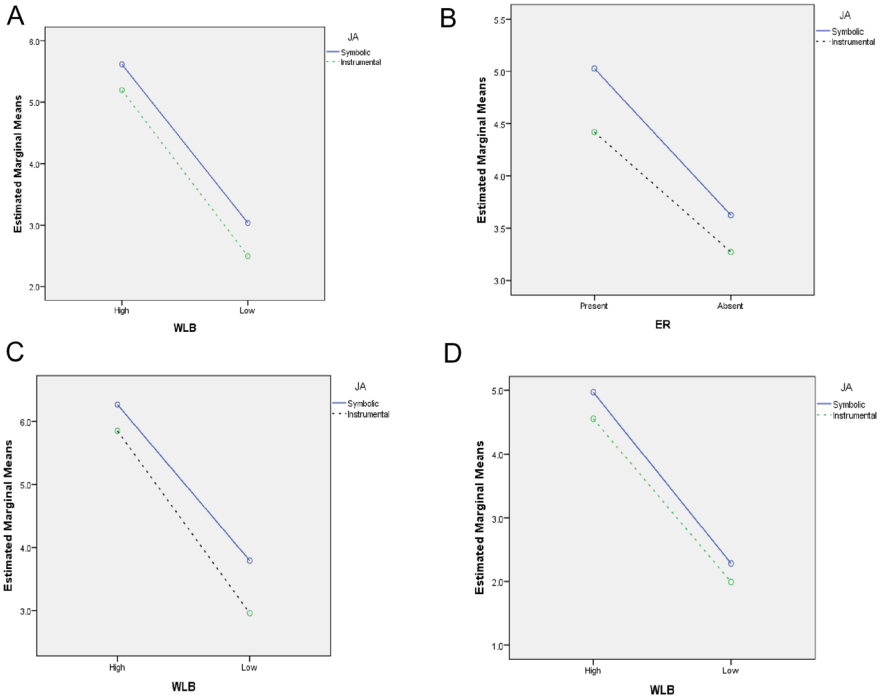 A
JA
Symbolic
Instrumental
Estimated Marginal Means
6.0
5.0
4.0
3.0
2.0
High
Low
WLB
B
JA
Symbolic
Instrumental
Estimated Marginal Means
5.5
5.0
4.5
4.0
3.5
3.0
Present
Absent
ER
C
JA
Symbolic
Instrumental
Estimated Marginal Means
6.0
5.0
4.0
3.0
High
Low
WLB
D
JA
Symbolic
Instrumental
Estimated Marginal Means
5.0
4.0
3.0
2.0
1.0
High
Low
WLB